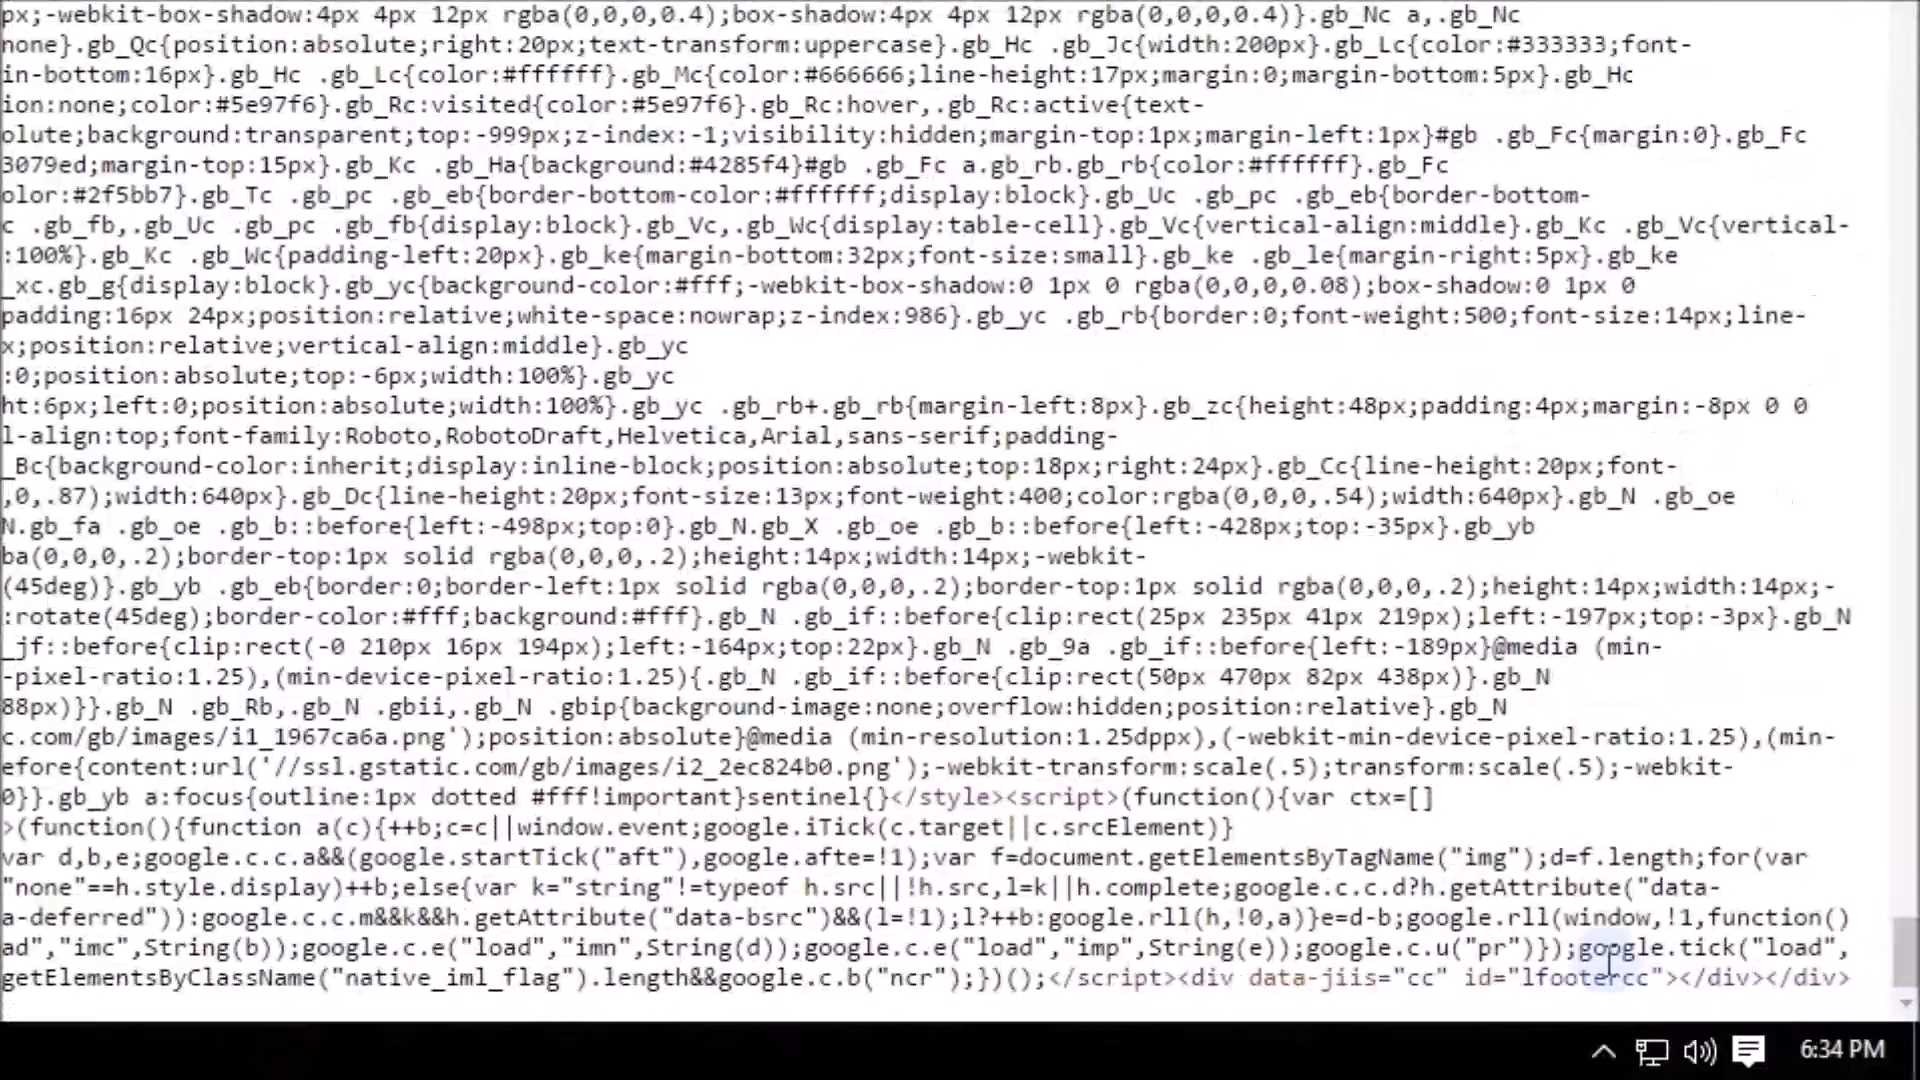 px;-webkit-box-shadow:4px 4px 12px rgba(0,0,0,0.4);box-shadow:4px 4px 12px rgba(0,0,0,0.4)}.gb_Nc a,.gb_Nc
none}.gb_Qc{position:absolute;right:20px;text-transform:uppercase}.gb_Hc .gb_Jc{width:200px}.gb_Lc{color:#333333;font-
in-bottom:16px}.gb_Hc .gb_Lc{color:#ffffff}.gb_Mc{color:#666666;line-height:17px;margin:0;margin-bottom:5px}.gb_Hc
ion:none;color:#5e97f6}.gb_Rc:visited{color:#5e97f6}.gb_Rc:hover,.gb_Rc:active{text-
olute;background:transparent;top:-999px;z-index:-1;visibility:hidden;margin-top:1px;margin-left:1px}#gb .gb_Fc{margin:0}.gb_Fc
3079ed;margin-top:15px}.gb_Kc .gb_Ha{background:#4285f4}#gb .gb_Fc a.gb_rb.gb_rb{color:#ffffff}.gb_Fc
olor:#2f5bb7}.gb_Tc .gb_pc .gb_eb{border-bottom-color:#ffffff;display:block}.gb_Uc .gb_pc .gb_eb{border-bottom-
c .gb_fb,.gb_Uc .gb_pc .gb_fb{display:block}.gb_Vc,.gb_Wc{display:table-cell}.gb_Vc{vertical-align:middle}.gb_Kc .gb_Vc{vertical-
:100%}.gb_Kc .gb_Wc{padding-left:20px}.gb_ke{margin-bottom:32px;font-size:small}.gb_ke .gb_le{margin-right:5px}.gb_ke
_xc.gb_g{display:block}.gb_yc{background-color:#fff;-webkit-box-shadow:0 1px 0 rgba(0,0,0,0.08);box-shadow:0 1px 0
padding:16px 24px;position:relative;white-space:nowrap;z-index:986}.gb_yc .gb_rb{border:0;font-weight:500;font-size:14px;line-
x;position:relative;vertical-align:middle}.gb_yc
:0;position:absolute;top:-6px;width:100%}.gb_yc
ht:6px;left:0;position:absolute;width:100%}.gb_yc .gb_rb+.gb_rb{margin-left:8px}.gb_zc{height:48px;padding:4px;margin:-8px 0 0
l-align:top;font-family:Roboto,RobotoDraft,Helvetica,Arial,sans-serif;padding-
_Bc{background-color:inherit;display:inline-block;position:absolute;top:18px;right:24px}.gb_Cc{line-height:20px;font-
,0,.87);width:640px}.gb_Dc{line-height:20px;font-size:13px;font-weight:400;color:rgba(0,0,0,.54);width:640px}.gb_N .gb_oe
N.gb_fa .gb_oe .gb_b::before{left:-498px;top:0}.gb_N.gb_X .gb_oe .gb_b::before{left:-428px;top:-35px}.gb_yb
ba(0,0,0,.2);border-top:1px solid rgba(0,0,0,.2);height:14px;width:14px;-webkit-
(45deg)}.gb_yb .gb_eb{border:0;border-left:1px solid rgba(0,0,0,.2);border-top:1px solid rgba(0,0,0,.2);height:14px;width:14px;-
:rotate(45deg);border-color:#fff;background:#fff}.gb_N .gb_if::before{clip:rect(25px 235px 41px 219px);left:-197px;top:-3px}.gb_N
_jf::before{clip:rect(-0 210px 16px 194px);left:-164px;top:22px}.gb_N .gb_9a .gb_if::before{left:-189px}@media (min-
-pixel-ratio:1.25),(min-device-pixel-ratio:1.25){.gb_N .gb_if::before{clip:rect(50px 470px 82px 438px)}.gb_N
88px)}}.gb_N .gb_Rb,.gb_N .gbii,.gb_N .gbip{background-image:none;overflow:hidden;position:relative}.gb_N
c.com/gb/images/i1_1967ca6a.png');position:absolute}@media (min-resolution:1.25dppx),(-webkit-min-device-pixel-ratio:1.25),(min-
efore{content:url('//ssl.gstatic.com/gb/images/i2_2ec824b0.png');-webkit-transform:scale(.5);transform:scale(.5);-webkit-
0}}.gb_yb a:focus{outline:1px dotted #fff!important}sentinel{}</style><script>(function(){var ctx=[]
>(function(){function a(c){++b;c=c||window.event;google.iTick(c.target||c.srcElement)}
var d,b,e;google.c.c.a&&(google.startTick("aft"),google.afte=!1);var f=document.getElementsByTagName("img");d=f.length;for(var
"none"==h.style.display)++b;else{var k="string"!=typeof h.src||!h.src,l=k||h.complete;google.c.c.d?h.getAttribute("data-
a-deferred")):google.c.c.m&&k&&h.getAttribute("data-bsrc")&&(l=!1);l?++b:google.rll(h,!0,a)}e=d-b;google.rll(window,!1,function()
ad","imc",String(b));google.c.e("load","imn",String(d));google.c.e("load","imp",String(e));google.c.u("pr")});google.tick("load",
getElementsByClassName("native_iml_flag").length&&google.c.b("ncr");})();</script><div data-jiis="cc" id="lfootercc"></div></div>
6:34 PM